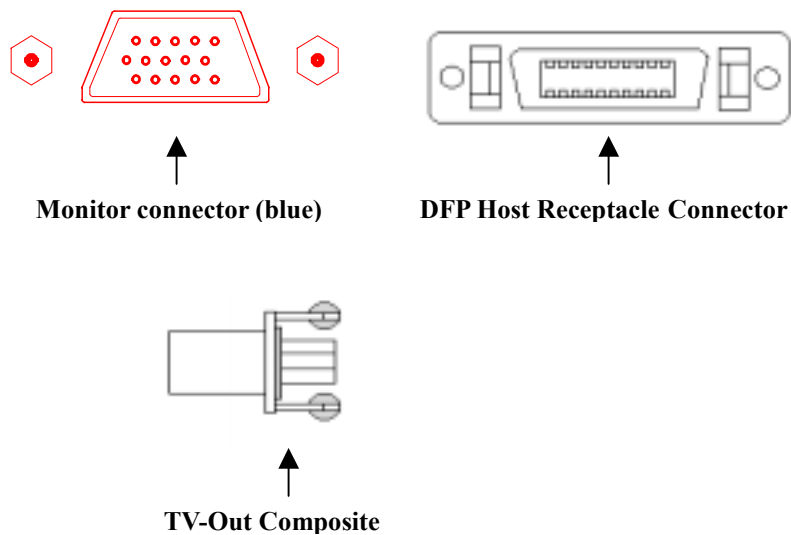 Monitor connector (blue)
DFP Host Receptacle Connector
TV-Out Composite